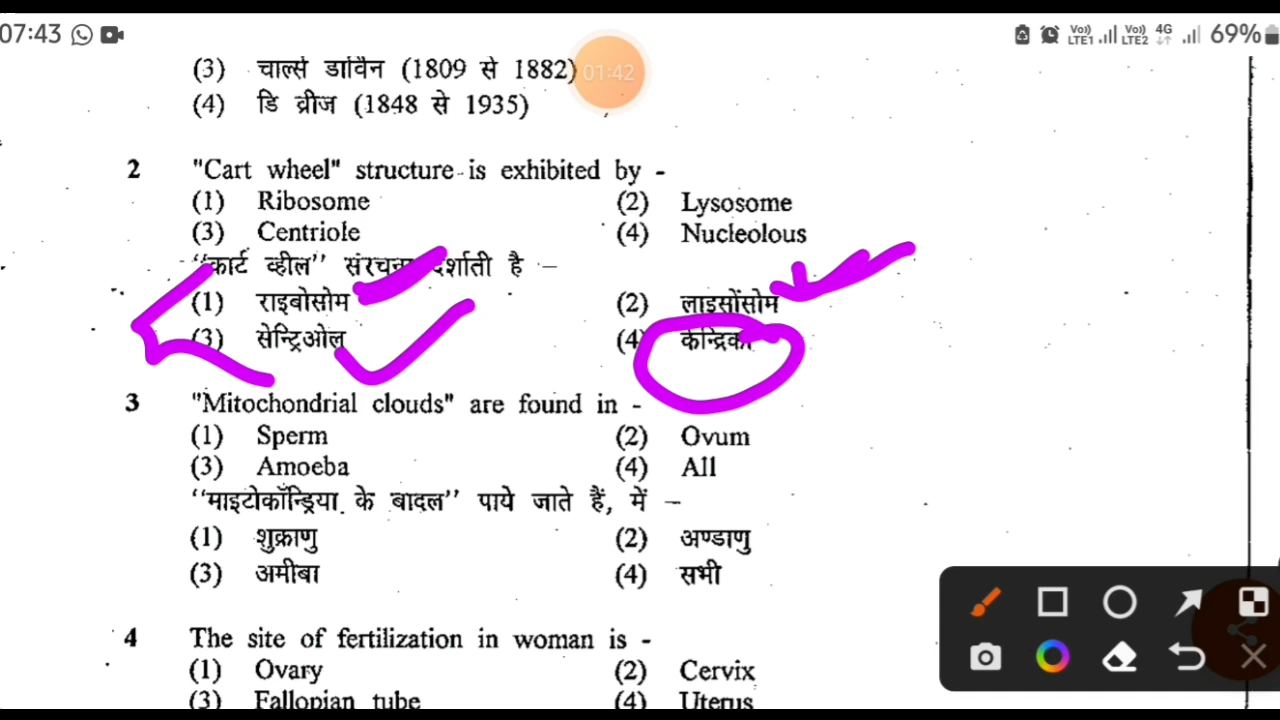 07:43 Vo) LTE1 Vo) LTE2 4G 69%
(3) चार्ल्स डार्विन (1809 से 1882) 01:42
(4) डि व्रीज (1848 से 1935)
2 "Cart wheel" structure is exhibited by -
(1) Ribosome (2) Lysosome
(3) Centriole (4) Nucleolous
"कार्ट व्हील" संरचना दर्शाती है –
(1) राइबोसोम (2) लाइसोंसोम
(3) सेन्ट्रिओल (4) केन्द्रिका
3 "Mitochondrial clouds" are found in -
(1) Sperm (2) Ovum
(3) Amoeba (4) All
"माइटोकॉन्ड्रिया के बादल" पाये जाते हैं, में –
(1) शुक्राणु (2) अण्डाणु
(3) अमीबा (4) सभी
4 The site of fertilization in woman is -
(1) Ovary (2) Cervix
(3) Fallopian tube (4) Uterus